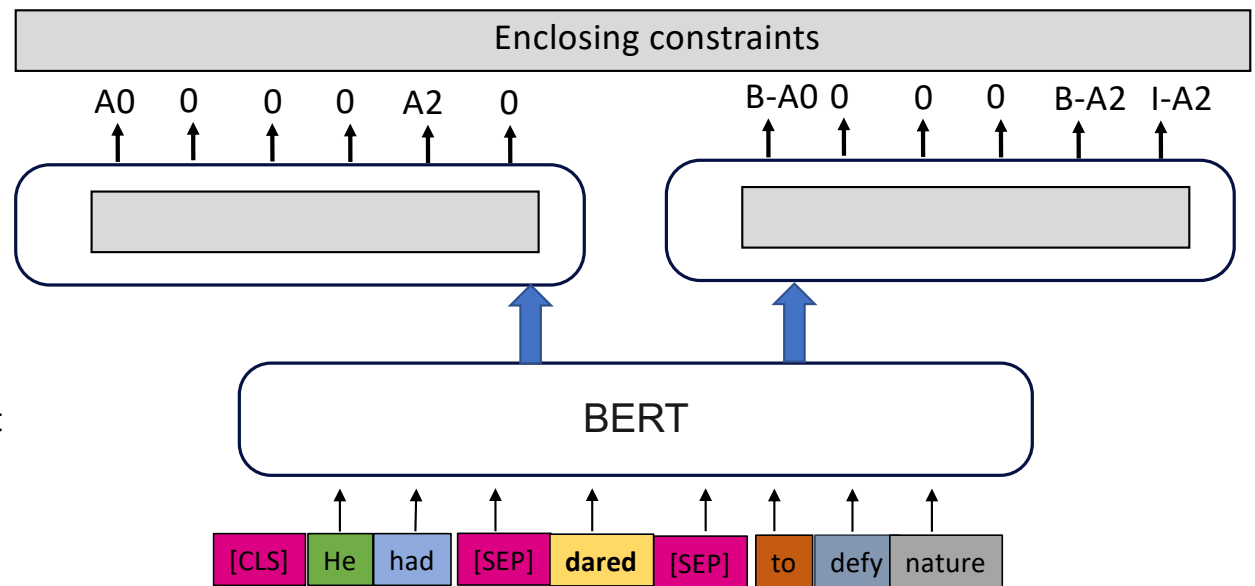 Enclosing constraints
A0 0 0 0 A2 0 B-A0 0 0 0 B-A2 I-A2
BERT
t
[CLS] He had [SEP] dared [SEP] to defy nature